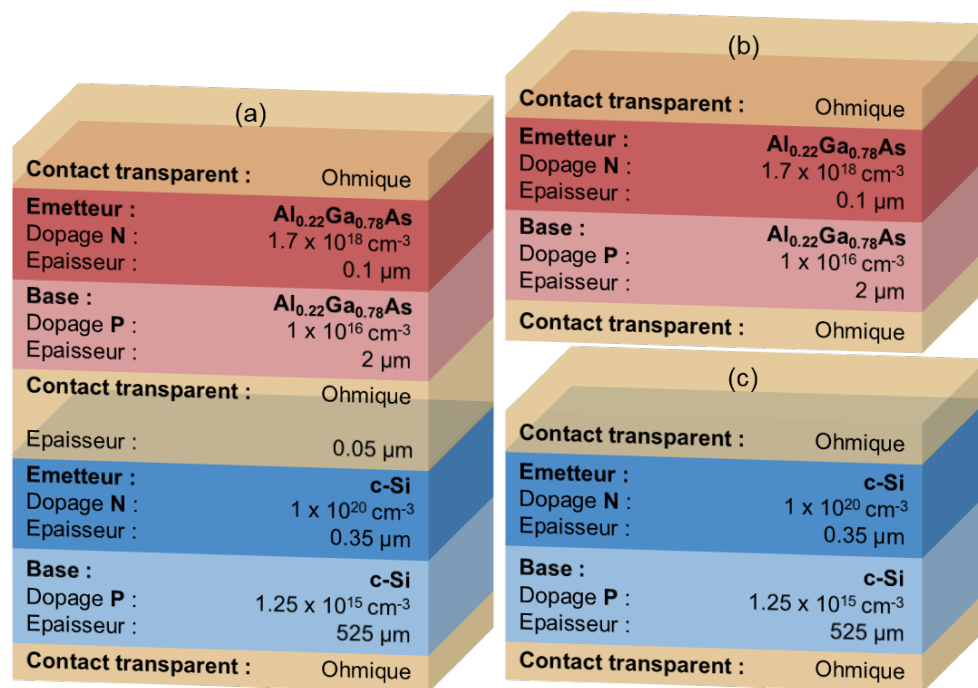 (a)
Contact transparent : Ohmique
Emetteur : Al0.22Ga0.78As
Dopage N : 1.7 x 10^18 cm^-3
Epaisseur : 0.1 µm
Base : Al0.22Ga0.78As
Dopage P : 1 x 10^16 cm^-3
Epaisseur : 2 µm
Contact transparent : Ohmique
Epaisseur : 0.05 µm
Emetteur : c-Si
Dopage N : 1 x 10^20 cm^-3
Epaisseur : 0.35 µm
Base : c-Si
Dopage P : 1.25 x 10^15 cm^-3
Epaisseur : 525 µm
Contact transparent : Ohmique
(b)
Contact transparent : Ohmique
Emetteur : Al0.22Ga0.78As
Dopage N : 1.7 x 10^18 cm^-3
Epaisseur : 0.1 µm
Base : Al0.22Ga0.78As
Dopage P : 1 x 10^16 cm^-3
Epaisseur : 2 µm
Contact transparent : Ohmique
(c)
Contact transparent : Ohmique
Emetteur : c-Si
Dopage N : 1 x 10^20 cm^-3
Epaisseur : 0.35 µm
Base : c-Si
Dopage P : 1.25 x 10^15 cm^-3
Epaisseur : 525 µm
Contact transparent : Ohmique